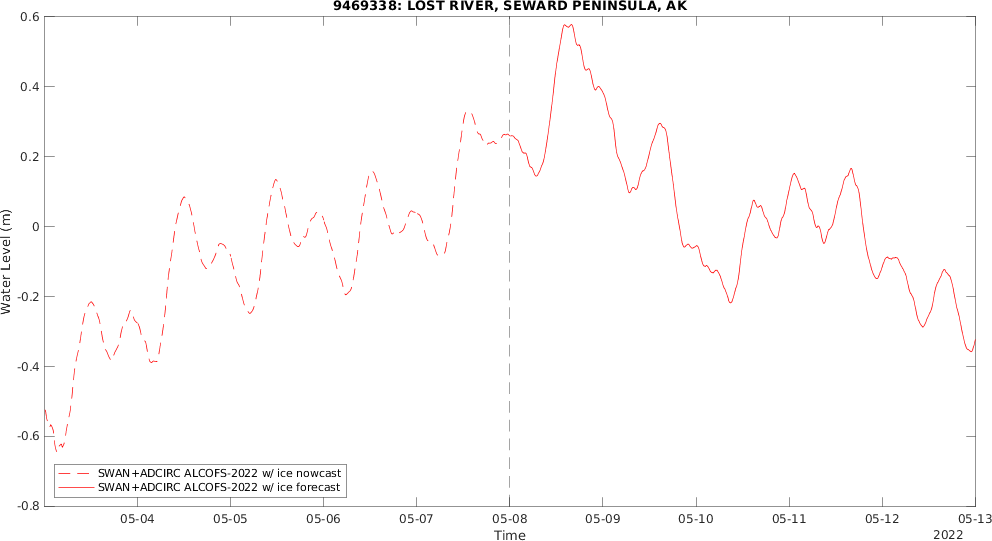 9469338: LOST RIVER, SEWARD PENINSULA, AK
0.6
0.4
0.2
0
-0.2
-0.4
-0.6
-0.8
Water Level (m)
SWAN+ADCIRC ALCOFS-2022 w/ ice nowcast
SWAN+ADCIRC ALCOFS-2022 w/ ice forecast
05-04 05-05 05-06 05-07 05-08 05-09 05-10 05-11 05-12 05-13
Time
2022